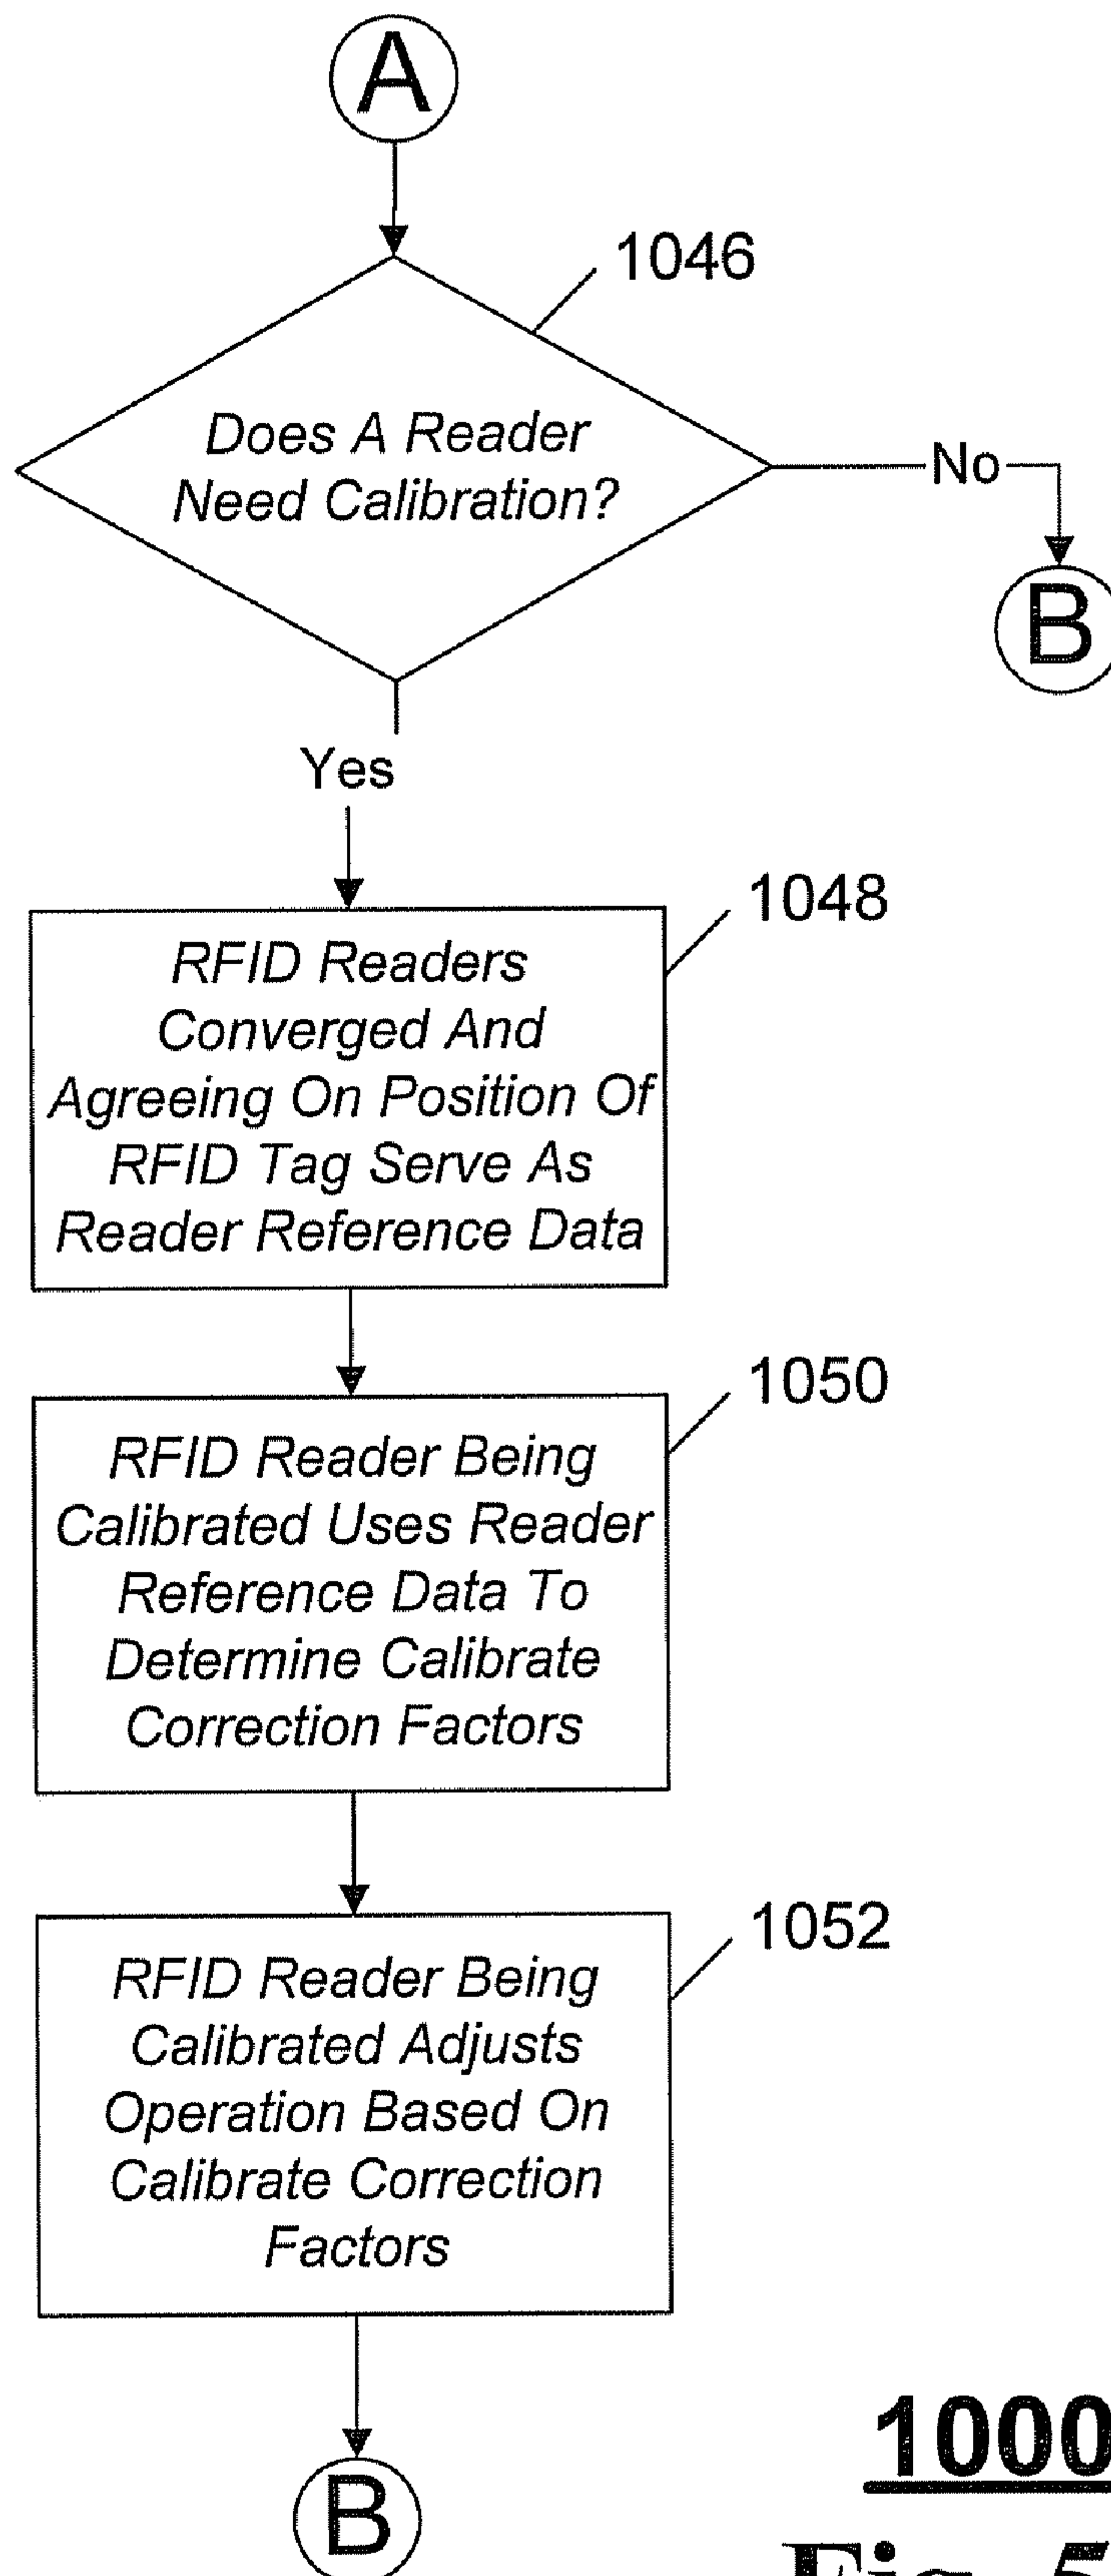 A
1046
Does A Reader
Need Calibration?
No
B
Yes
1048
RFID Readers
Converged And
Agreeing On Position Of
RFID Tag Serve As
Reader Reference Data
1050
RFID Reader Being
Calibrated Uses Reader
Reference Data To
Determine Calibrate
Correction Factors
1052
RFID Reader Being
Calibrated Adjusts
Operation Based On
Calibrate Correction
Factors
1000
B